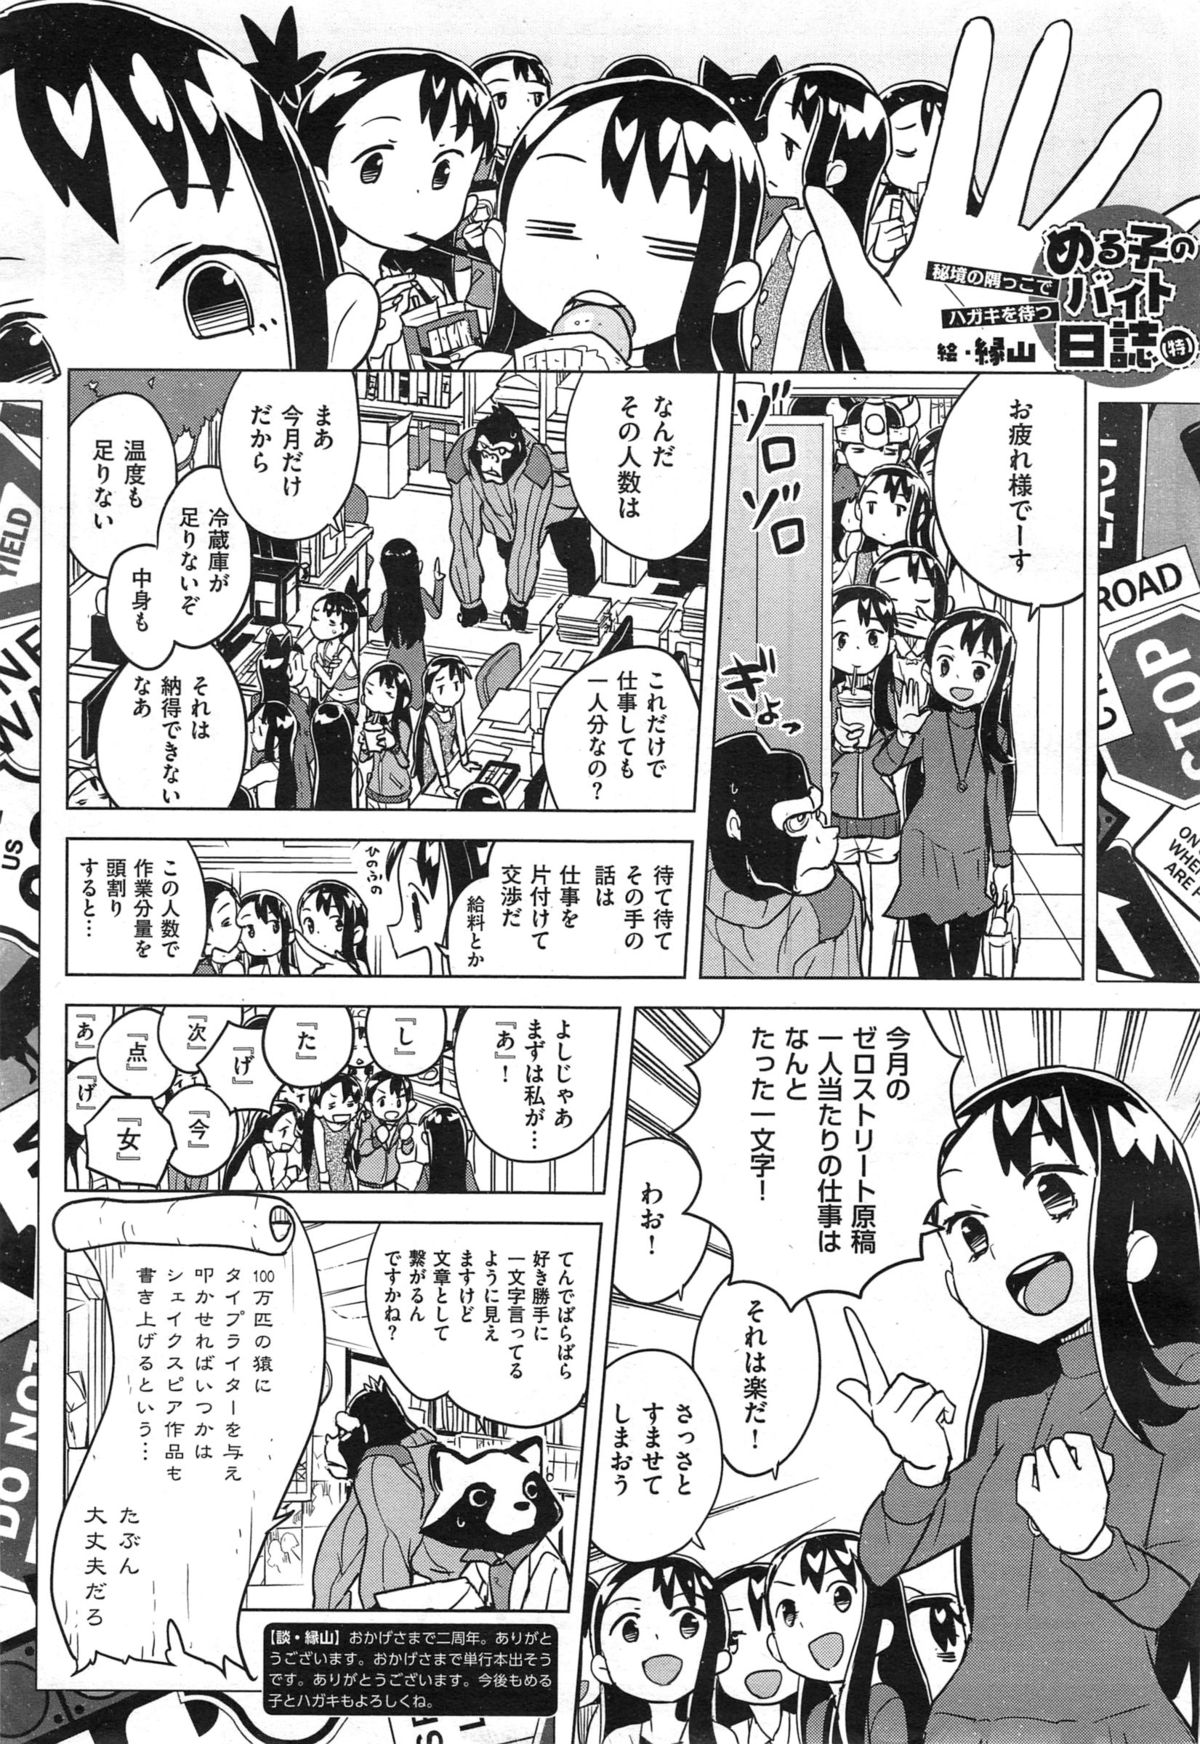 める子の
バイト
日誌㊕
秘境の隅っこで
ハガキを待つ
絵・縁山
お疲れ様でーす
ゾロ
ゾロ
ぎょっ
なんだ
その人数は
まあ
今月だけ
だから
これだけで
仕事しても
一人分なの？
冷蔵庫が
足りないぞ
中身も
温度も
足りない
それは
納得できない
なあ
待て待て
その手の
話は
仕事を
片付けて
交渉だ
給料とか
ひのふの
この人数で
作業分量を
頭割り
すると…
今月の
ゼロストリート原稿
一人当たりの仕事は
なんと
たった一文字！
わお！
それは楽だ！
さっさと
すませて
しまおう
よしじゃあ
まずは私が…
『あ』！
『し』
『た』
『げ』
『次』
『今』
『点』
『女』
『あ』
『げ』
てんでばらばら
好き勝手に
一文字言ってる
ように見え
ますけど
文章として
繋がるん
ですかね？
100万匹の猿に
タイプライターを与え
叩かせればいつかは
シェイクスピア作品も
書き上げるという…
たぶん
大丈夫だろ
【談・縁山】おかげさまで二周年。ありがと
うございます。おかげさまで単行本出そう
です。ありがとうございます。今後もめる
子とハガキもよろしくね。
YIELD
US
DO NOT
ROAD
STOP
ON
WHE
ARE